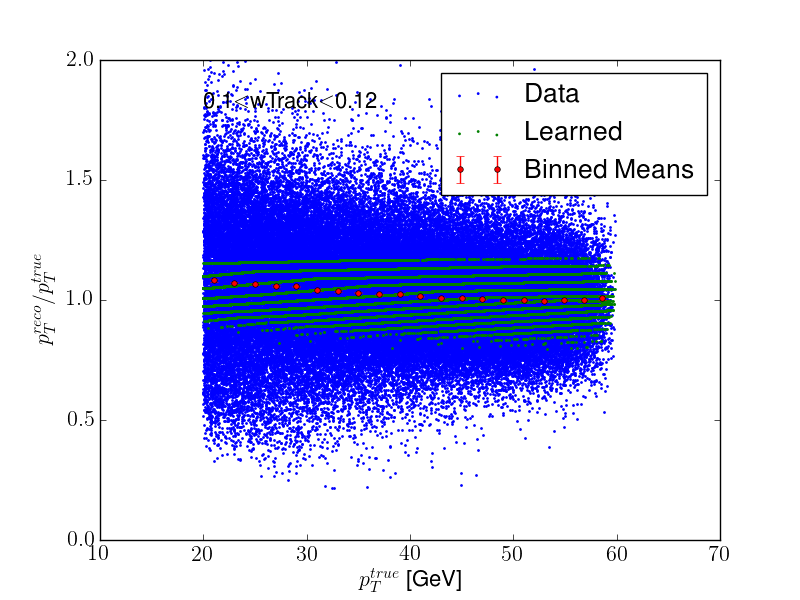 2.0
1.5
1.0
0.5
0.0
10
20
30
40
50
60
70
0.1<wTrack<0.12
Data
Learned
Binned Means
p_T^{reco}/p_T^{true}
p_T^{true} [GeV]